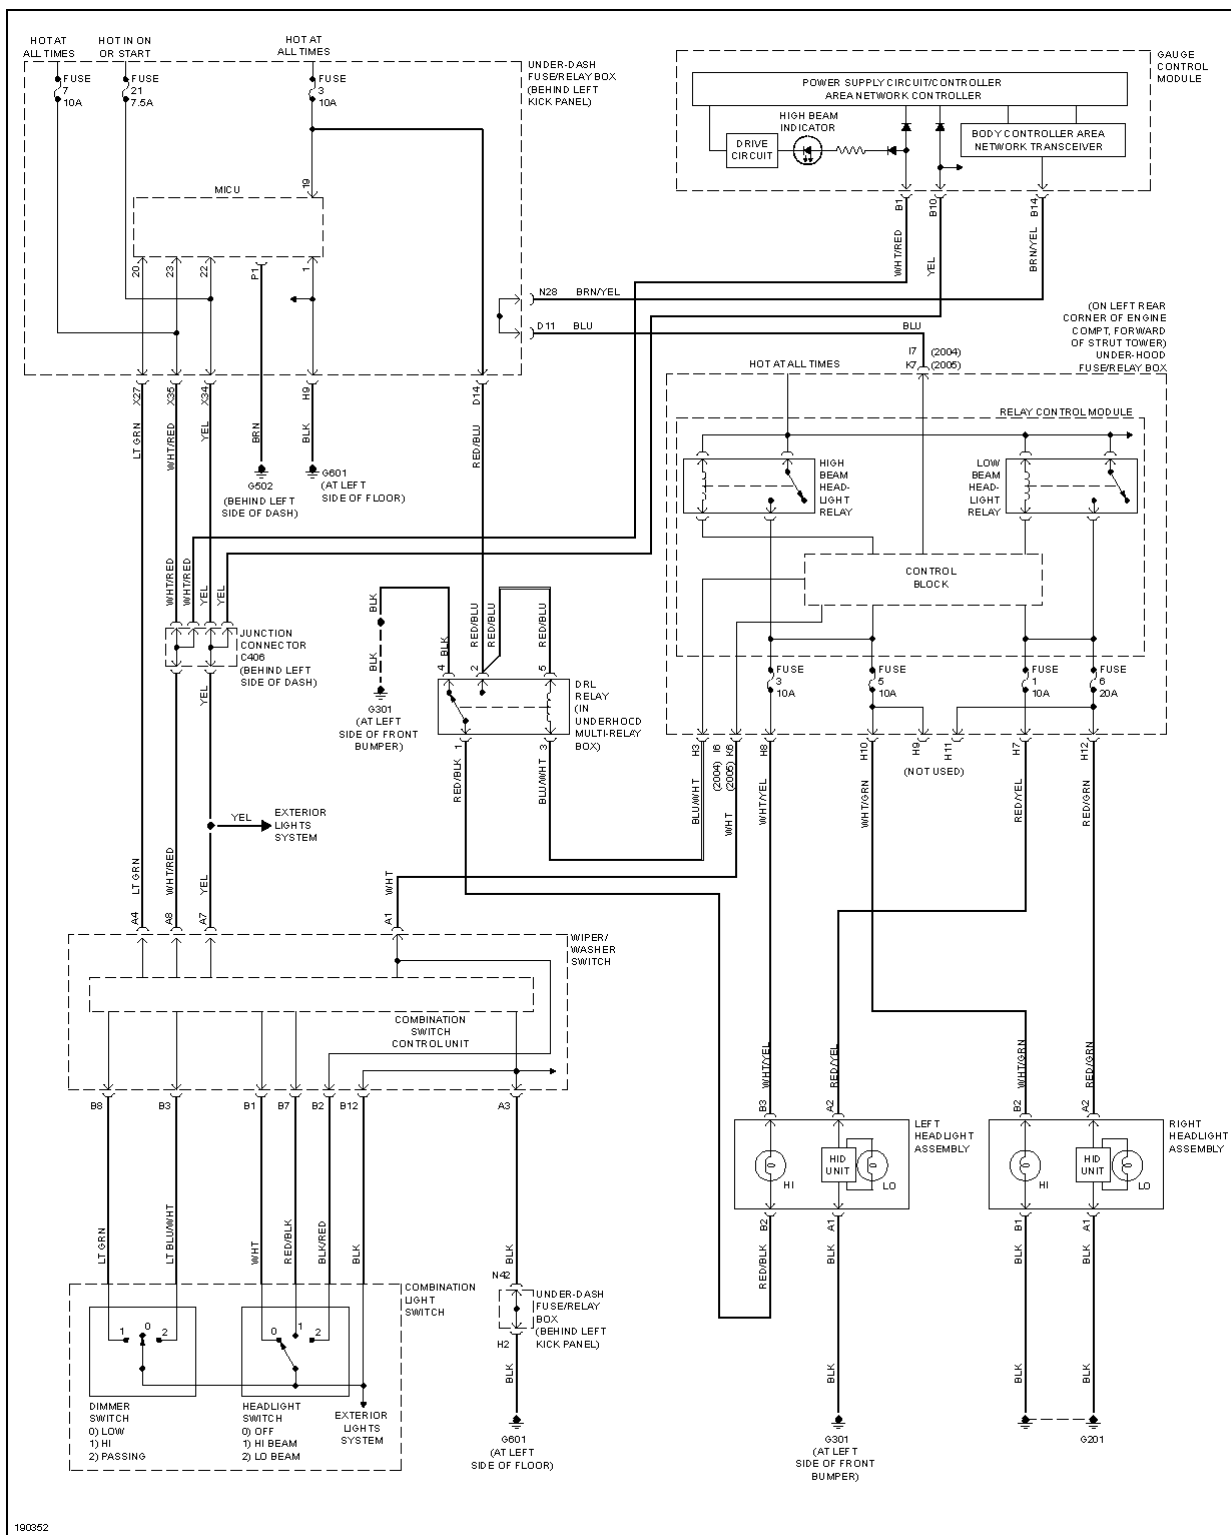 HOT AT
ALL TIMES
HOT IN ON
OR START
HOT AT
ALL TIMES
FUSE
7
10A
FUSE
21
7.5A
FUSE
3
10A
UNDER-DASH
FUSE/RELAY BOX
(BEHIND LEFT
KICK PANEL)
MICU
19
20
23
22
P1
1
GAUGE
CONTROL
MODULE
POWER SUPPLY CIRCUIT/CONTROLLER
AREA NETWORK CONTROLLER
HIGH BEAM
INDICATOR
DRIVE
CIRCUIT
BODY CONTROLLER AREA
NETWORK TRANSCEIVER
B1
B10
B14
WHT/RED
YEL
BRN/YEL
N28
BRN/YEL
D11
BLU
BLU
I7 (2004)
K7 (2005)
(ON LEFT REAR
CORNER OF ENGINE
COMPT, FORWARD
OF STRUT TOWER)
UNDER-HOOD
FUSE/RELAY BOX
X27
X35
X34
H9
D14
LT GRN
WHT/RED
YEL
BRN
BLK
RED/BLU
G502
(BEHIND LEFT
SIDE OF DASH)
G601
(AT LEFT
SIDE OF FLOOR)
HOT AT ALL TIMES
RELAY CONTROL MODULE
HIGH
BEAM
HEAD-
LIGHT
RELAY
LOW
BEAM
HEAD-
LIGHT
RELAY
CONTROL
BLOCK
WHT/RED
WHT/RED
YEL
YEL
JUNCTION
CONNECTOR
C406
(BEHIND LEFT
SIDE OF DASH)
YEL
BLK
BLK
G301
(AT LEFT
SIDE OF FRONT
BUMPER)
BLK
RED/BLU
RED/BLU
RED/BLU
4
2
5
DRL
RELAY
(IN
UNDERHOOD
MULTI-RELAY
BOX)
1
3
RED/BLK
BLU/WHT
FUSE
3
10A
FUSE
5
10A
FUSE
1
10A
FUSE
6
20A
H3
I6
(2004)
K6
(2005)
H8
H10
H9
H11
H7
H12
(NOT USED)
BLU/WHT
WHT
WHT/YEL
WHT/GRN
RED/YEL
RED/GRN
YEL
EXTERIOR
LIGHTS
SYSTEM
LT GRN
WHT/RED
YEL
WHT
A4
A8
A7
A1
WIPER/
WASHER
SWITCH
COMBINATION
SWITCH
CONTROL UNIT
B8
B3
B1
B7
B2
B12
A3
LT GRN
LT BLU/WHT
WHT
RED/BLK
BLK/RED
BLK
BLK
WHT/YEL
RED/YEL
WHT/GRN
RED/GRN
B3
A2
B2
A2
LEFT
HEADLIGHT
ASSEMBLY
RIGHT
HEADLIGHT
ASSEMBLY
HI
HID
UNIT
LO
HI
HID
UNIT
LO
B2
A1
B1
A1
RED/BLK
BLK
BLK
BLK
COMBINATION
LIGHT
SWITCH
1
0
2
0
1
2
DIMMER
SWITCH
0) LOW
1) HI
2) PASSING
HEADLIGHT
SWITCH
0) OFF
1) HI BEAM
2) LO BEAM
EXTERIOR
LIGHTS
SYSTEM
N42
UNDER-DASH
FUSE/RELAY
BOX
(BEHIND LEFT
KICK PANEL)
H2
BLK
G601
(AT LEFT
SIDE OF FLOOR)
BLK
BLK
BLK
G301
(AT LEFT
SIDE OF FRONT
BUMPER)
G201
190352